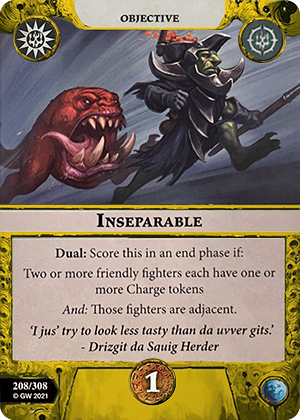 OBJECTIVE
INSEPARABLE
Dual: Score this in an end phase if:
Two or more friendly fighters each have one or
more Charge tokens
And: Those fighters are adjacent.
'I jus' try to look less tasty than da uvver gits.'
- Drizgit da Squig Herder
208/308
© GW 2021
1